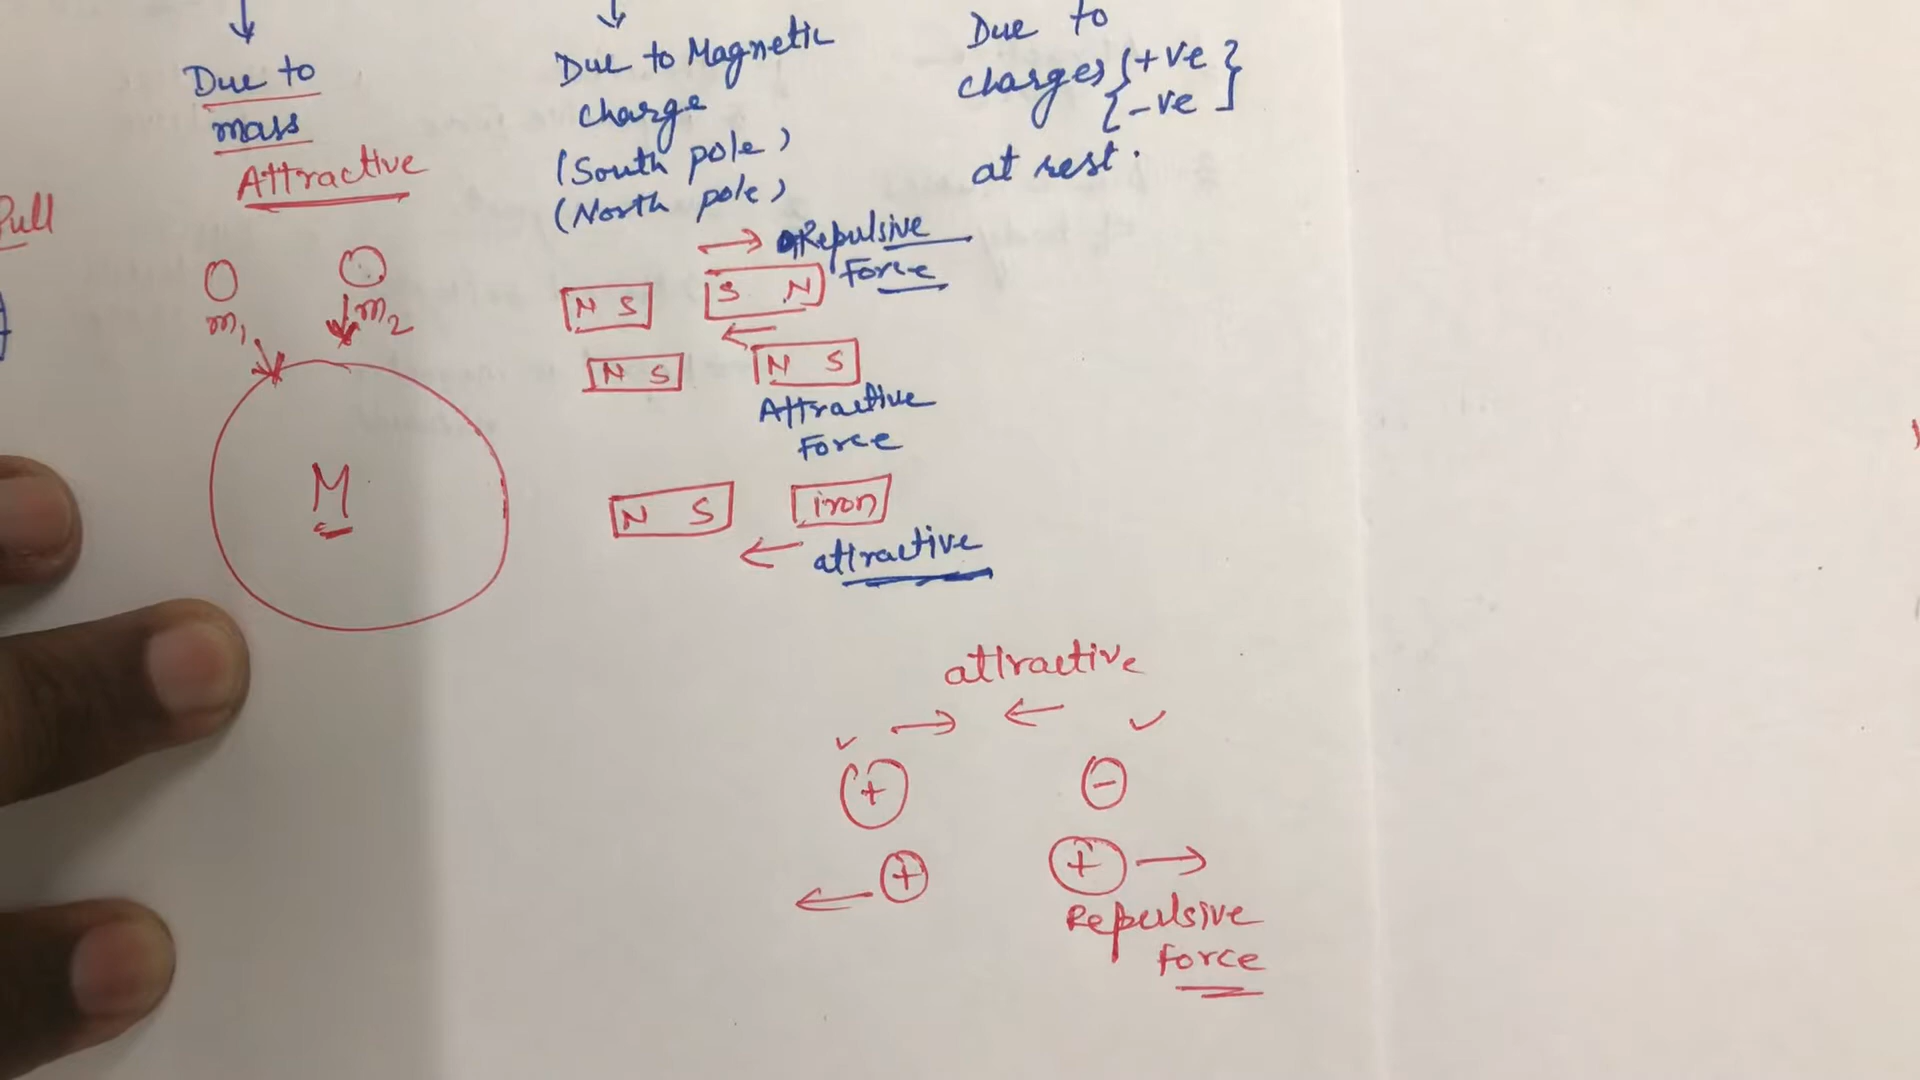 Due to
mass
Attractive
Pull
m1
m2
M
Due to Magnetic
charge
(South pole)
(North pole)
Repulsive
Force
N S
S N
N S
N S
Attractive
Force
N S
iron
attractive
Due to
charges { +ve }
{ -ve ]
at rest.
attractive
+
-
+
+
Repulsive
Force